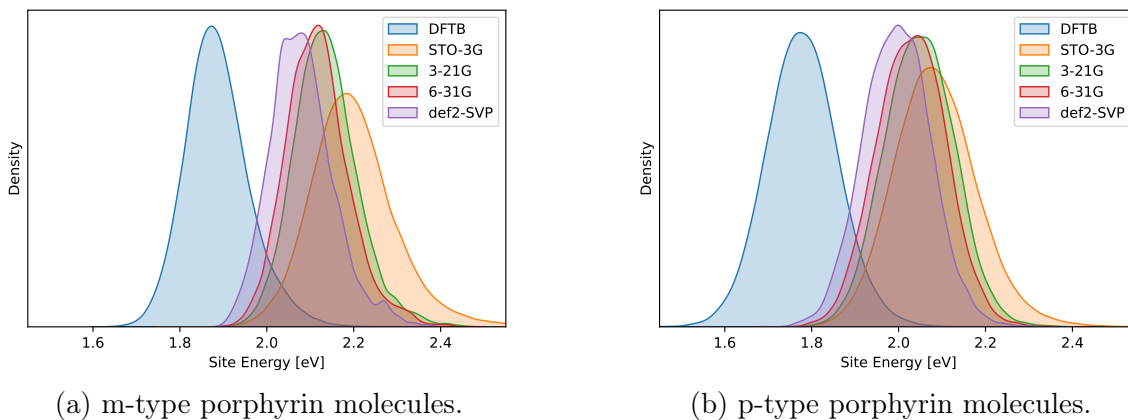 DFTB
STO-3G
3-21G
6-31G
def2-SVP
Density
1.6 1.8 2.0 2.2 2.4
Site Energy [eV]
(a) m-type porphyrin molecules.
DFTB
STO-3G
3-21G
6-31G
def2-SVP
Density
1.6 1.8 2.0 2.2 2.4
Site Energy [eV]
(b) p-type porphyrin molecules.